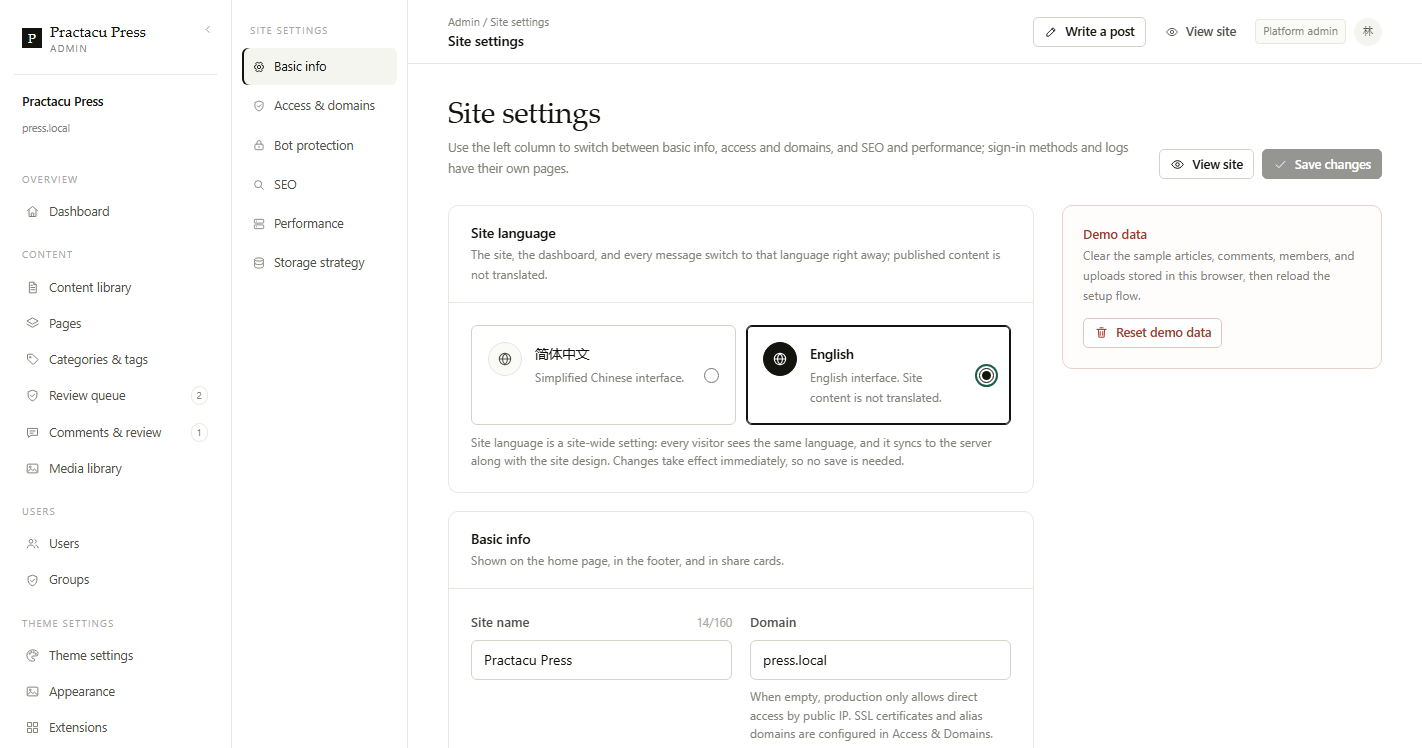 P
Practacu Press
ADMIN
Practacu Press
press.local
OVERVIEW
Dashboard
CONTENT
Content library
Pages
Categories & tags
Review queue 2
Comments & review 1
Media library
USERS
Users
Groups
THEME SETTINGS
Theme settings
Appearance
Extensions
SITE SETTINGS
Basic info
Access & domains
Bot protection
SEO
Performance
Storage strategy
Admin / Site settings
Site settings
Write a post
View site
Platform admin
林
Site settings
Use the left column to switch between basic info, access and domains, and SEO and performance; sign-in methods and logs
have their own pages.
View site
Save changes
Site language
The site, the dashboard, and every message switch to that language right away; published content is
not translated.
简体中文
Simplified Chinese interface.
English
English interface. Site
content is not translated.
Site language is a site-wide setting: every visitor sees the same language, and it syncs to the server
along with the site design. Changes take effect immediately, so no save is needed.
Demo data
Clear the sample articles, comments, members, and
uploads stored in this browser, then reload the
setup flow.
Reset demo data
Basic info
Shown on the home page, in the footer, and in share cards.
Site name 14/160
Practacu Press
Domain
press.local
When empty, production only allows direct
access by public IP. SSL certificates and alias
domains are configured in Access & Domains.